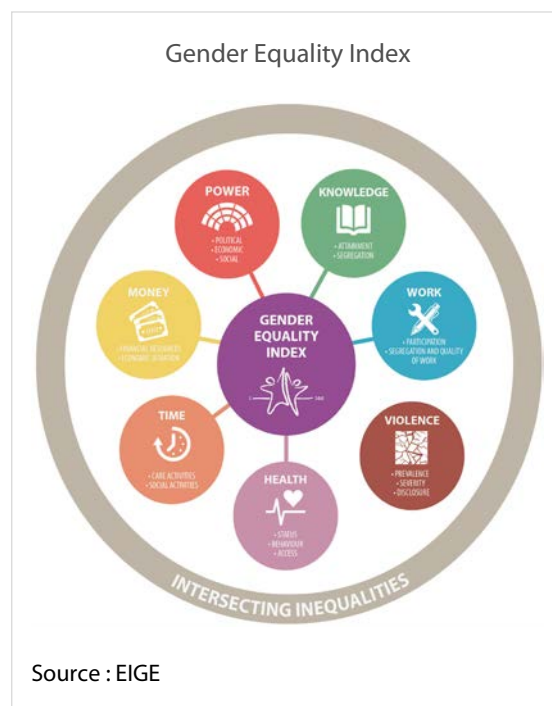 Gender Equality Index
POWER
• POLITICAL
• ECONOMIC
• SOCIAL
KNOWLEDGE
• ATTAINMENT
• SEGREGATION
MONEY
• FINANCIAL RESOURCES
• ECONOMIC SITUATION
GENDER
EQUALITY
INDEX
1
100
WORK
• PARTICIPATION
• SEGREGATION AND QUALITY
OF WORK
TIME
• CARE ACTIVITIES
• SOCIAL ACTIVITIES
VIOLENCE
• PREVALENCE
• SEVERITY
• DISCLOSURE
HEALTH
• STATUS
• BEHAVIOUR
• ACCESS
INTERSECTING INEQUALITIES
Source : EIGE